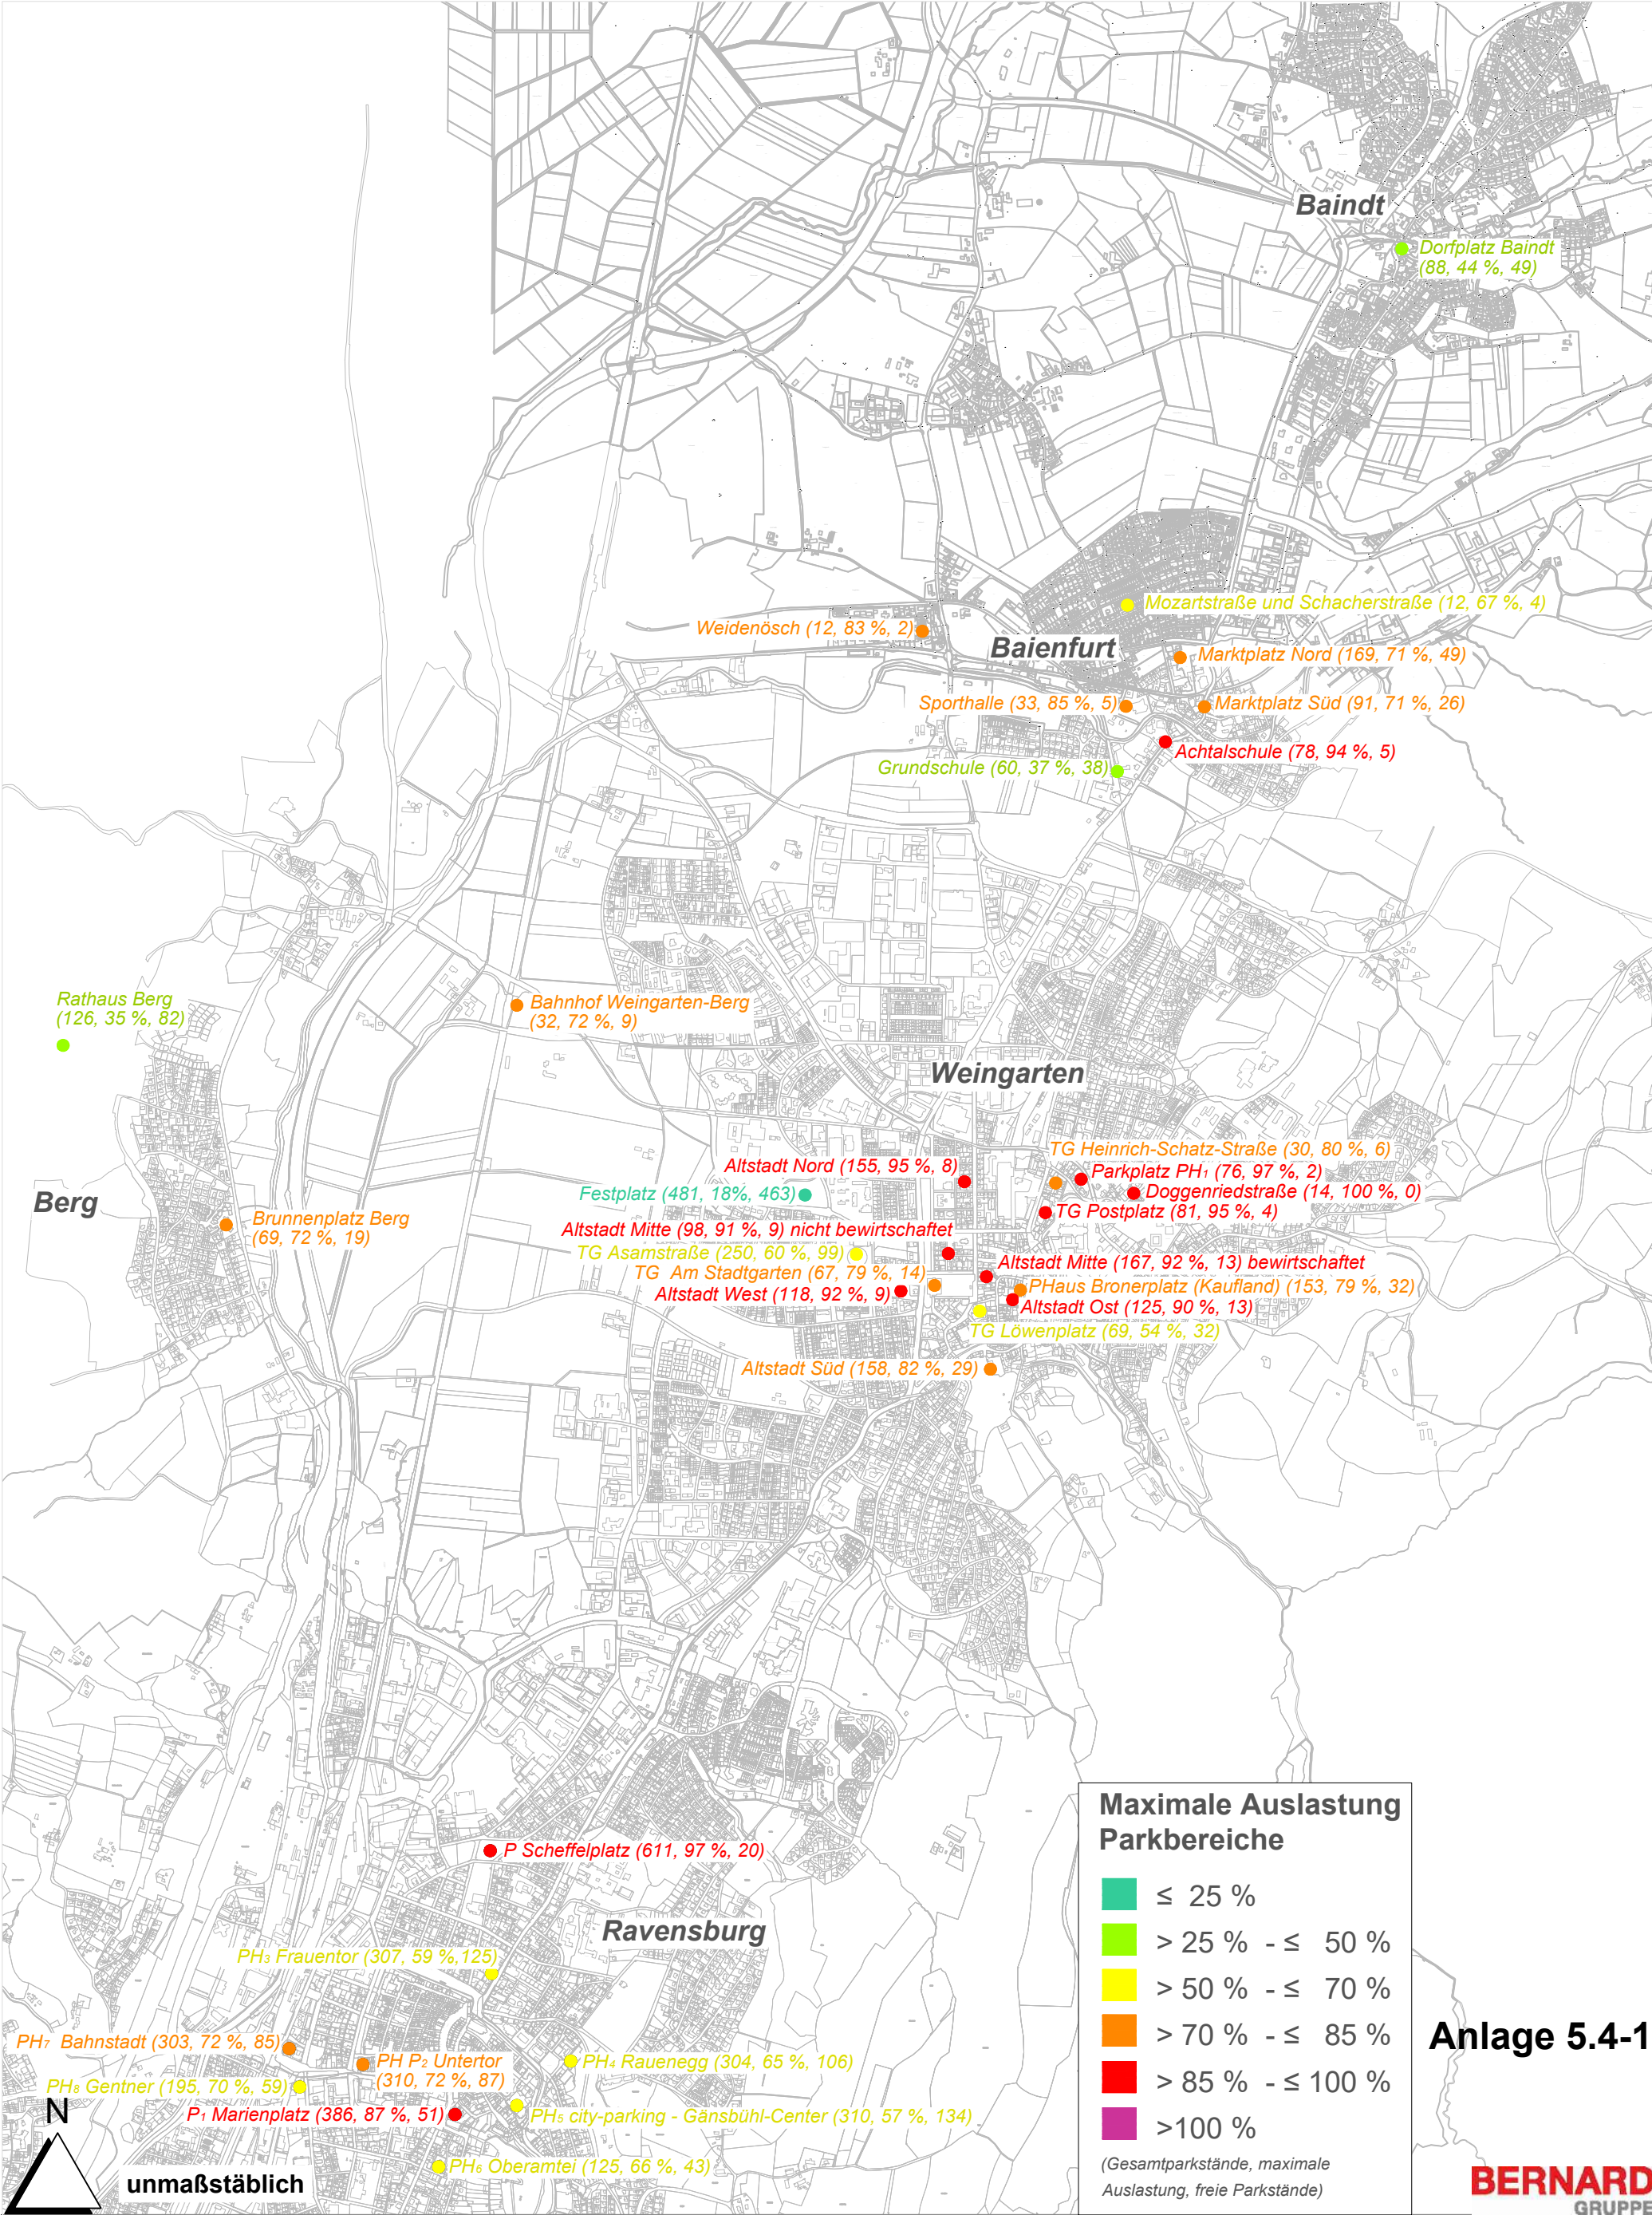 Baindt
Dorfplatz Baindt
(88, 44 %, 49)
Mozartstraße und Schacherstraße (12, 67 %, 4)
Weidenösch (12, 83 %, 2)
Baienfurt
Marktplatz Nord (169, 71 %, 49)
Sporthalle (33, 85 %, 5)
Marktplatz Süd (91, 71 %, 26)
Achtalschule (78, 94 %, 5)
Grundschule (60, 37 %, 38)
Rathaus Berg
(126, 35 %, 82)
Bahnhof Weingarten-Berg
(32, 72 %, 9)
Weingarten
TG Heinrich-Schatz-Straße (30, 80 %, 6)
Altstadt Nord (155, 95 %, 8)
Parkplatz PH1 (76, 97 %, 2)
Festplatz (481, 18%, 463)
Doggenriedstraße (14, 100 %, 0)
Berg
TG Postplatz (81, 95 %, 4)
Brunnenplatz Berg
(69, 72 %, 19)
Altstadt Mitte (98, 91 %, 9) nicht bewirtschaftet
TG Asamstraße (250, 60 %, 99)
Altstadt Mitte (167, 92 %, 13) bewirtschaftet
TG Am Stadtgarten (67, 79 %, 14)
PHaus Bronerplatz (Kaufland) (153, 79 %, 32)
Altstadt West (118, 92 %, 9)
Altstadt Ost (125, 90 %, 13)
TG Löwenplatz (69, 54 %, 32)
Altstadt Süd (158, 82 %, 29)
P Scheffelplatz (611, 97 %, 20)
Ravensburg
PH3 Frauentor (307, 59 %,125)
PH7 Bahnstadt (303, 72 %, 85)
PH P2 Untertor
(310, 72 %, 87)
PH4 Rauenegg (304, 65 %, 106)
PH8 Gentner (195, 70 %, 59)
P1 Marienplatz (386, 87 %, 51)
PH5 city-parking - Gänsbühl-Center (310, 57 %, 134)
PH6 Oberamtei (125, 66 %, 43)
N
unmaßstäblich
Maximale Auslastung
Parkbereiche
≤ 25 %
> 25 % - ≤ 50 %
> 50 % - ≤ 70 %
> 70 % - ≤ 85 %
> 85 % - ≤ 100 %
>100 %
(Gesamtparkstände, maximale
Auslastung, freie Parkstände)
Anlage 5.4-1
BERNARD
GRUPPE